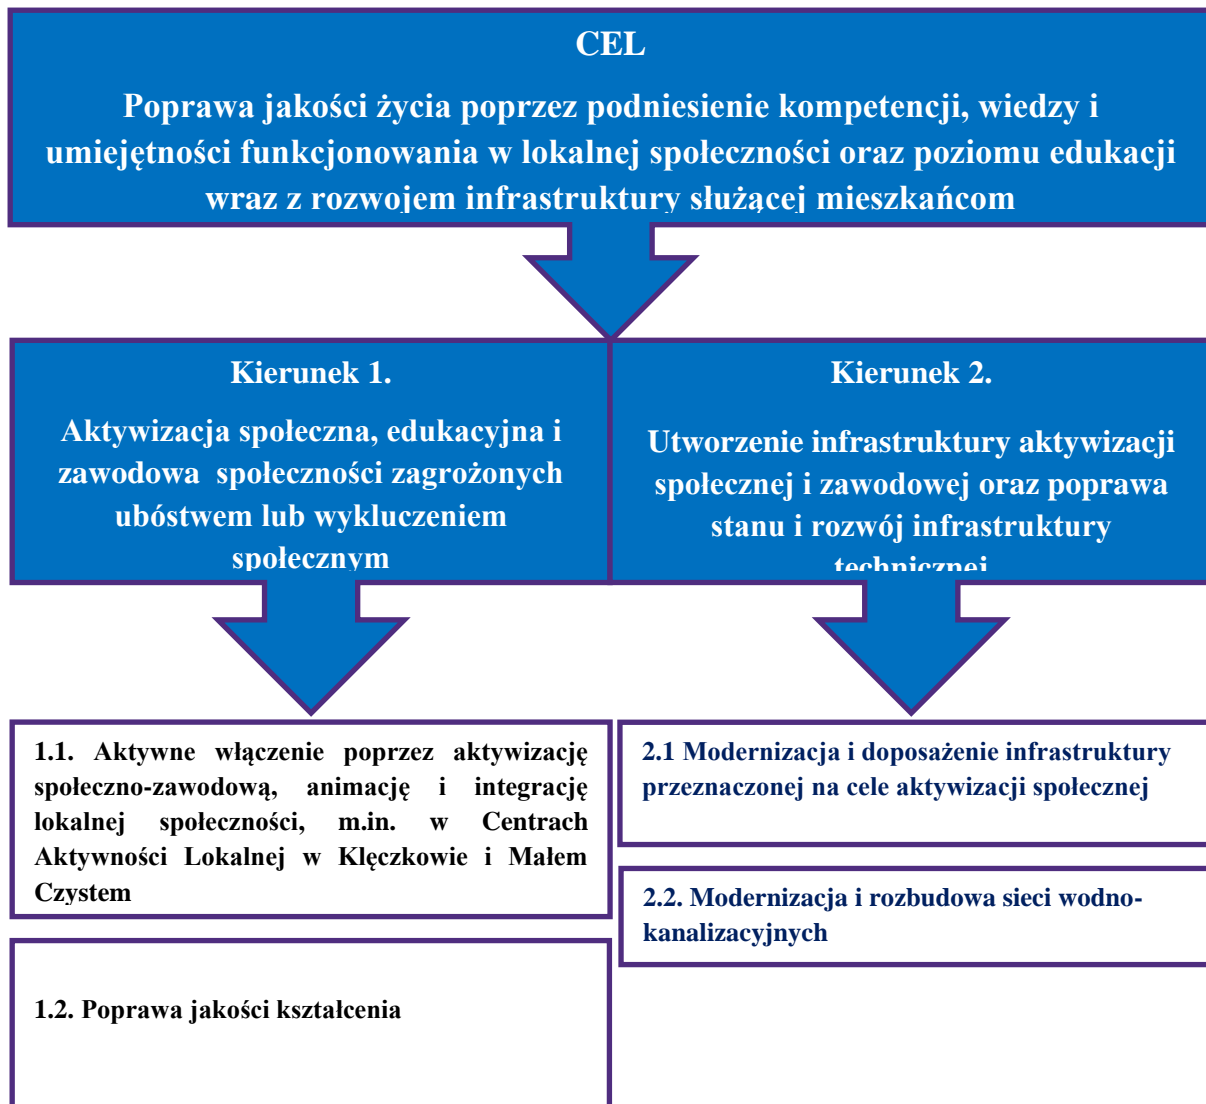 CEL
Poprawa jakości życia poprzez podniesienie kompetencji, wiedzy i
umiejętności funkcjonowania w lokalnej społeczności oraz poziomu edukacji
wraz z rozwojem infrastruktury służącej mieszkańcom
Kierunek 1.
Aktywizacja społeczna, edukacyjna i
zawodowa społeczności zagrożonych
ubóstwem lub wykluczeniem
społecznym
Kierunek 2.
Utworzenie infrastruktury aktywizacji
społecznej i zawodowej oraz poprawa
stanu i rozwój infrastruktury
technicznej
1.1. Aktywne włączenie poprzez aktywizację
społeczno-zawodową, animację i integrację
lokalnej społeczności, m.in. w Centrach
Aktywności Lokalnej w Klęczkowie i Małem
Czystem
1.2. Poprawa jakości kształcenia
2.1 Modernizacja i doposażenie infrastruktury
przeznaczonej na cele aktywizacji społecznej
2.2. Modernizacja i rozbudowa sieci wodno-
kanalizacyjnych